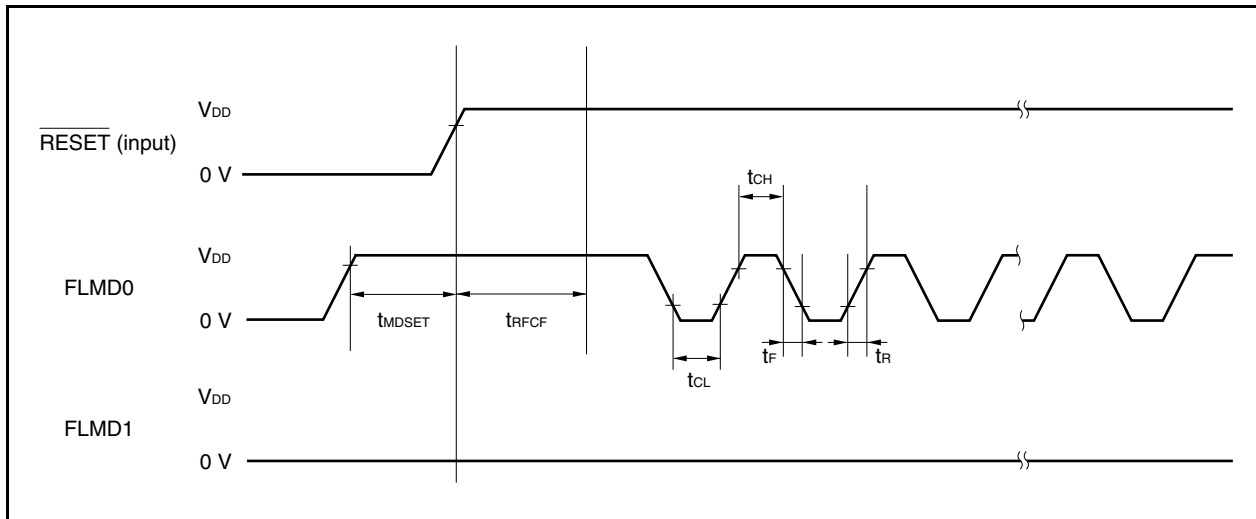 VDD
RESET (input)
0 V
tCH
VDD
FLMD0
0 V
tMDSET
tRFCF
tF
tR
tCL
VDD
FLMD1
0 V